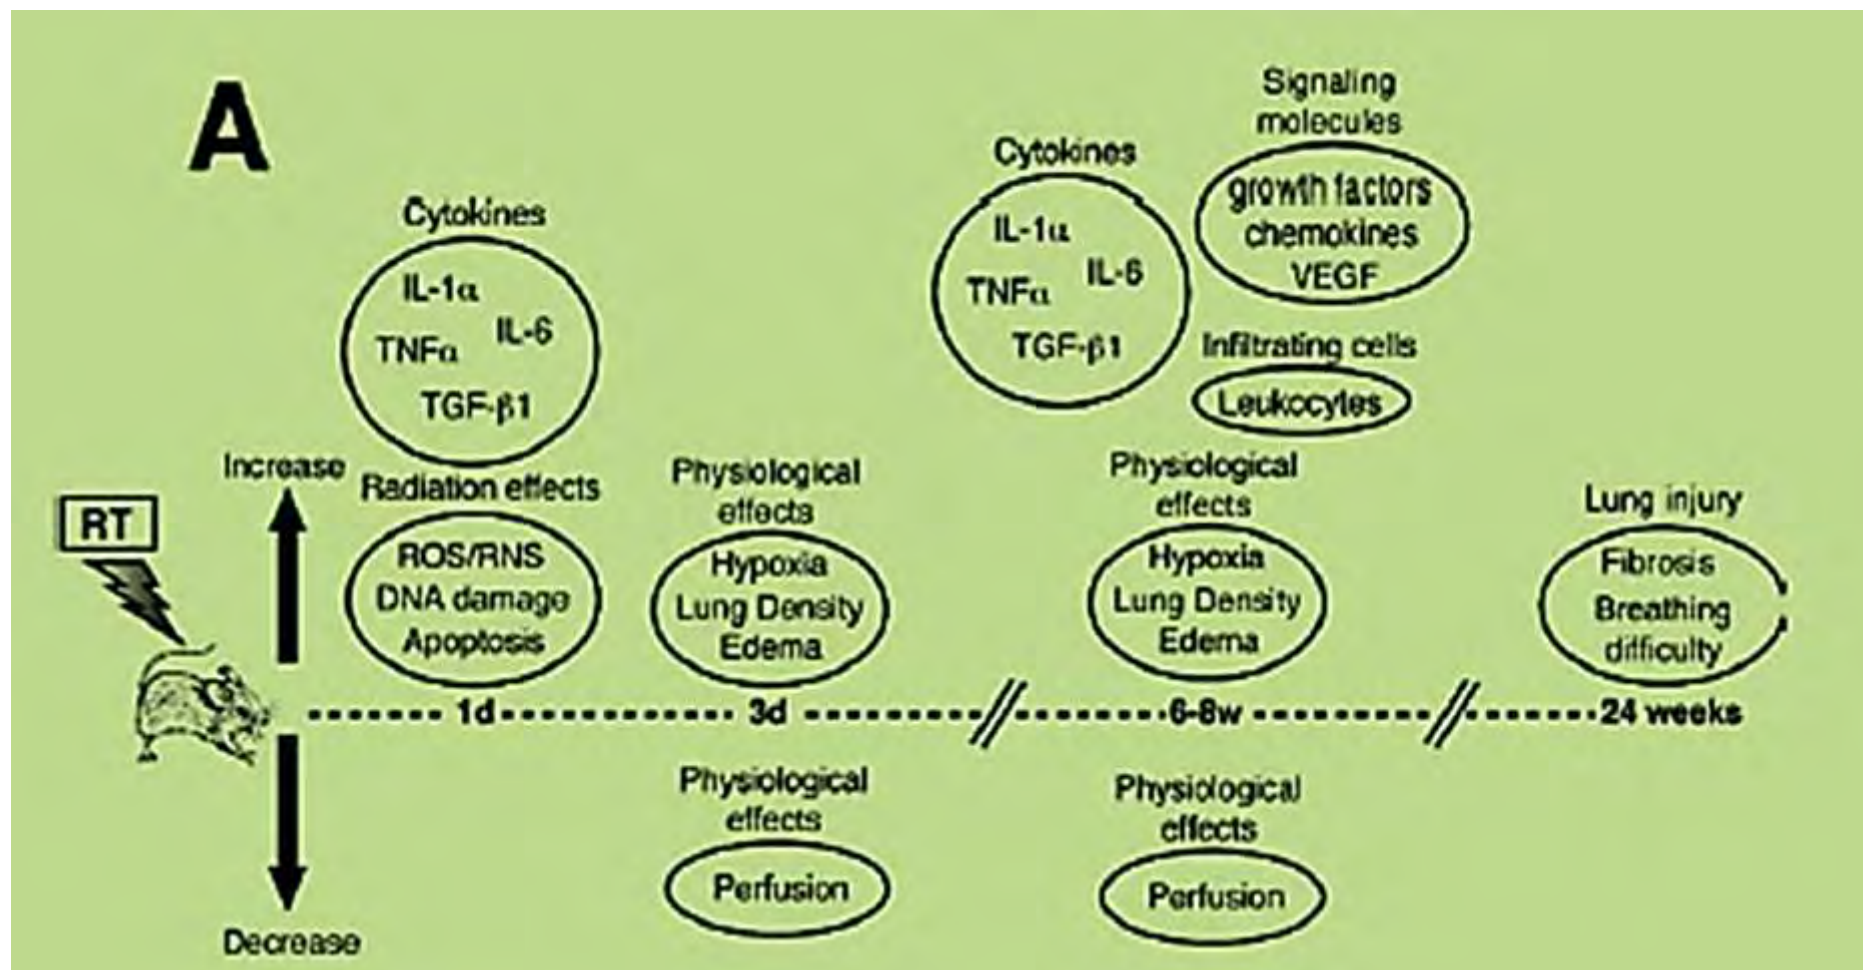 A
Cytokines
IL-1α
IL-6
TNFα
TGF-β1
Increase
Radiation effects
ROS/RNS
DNA damage
Apoptosis
RT
Physiological
effects
Hypoxia
Lung Density
Edema
Cytokines
IL-1α
IL-6
TNFα
TGF-β1
Signaling
molecules
growth factors
chemokines
VEGF
Infiltrating cells
Leukocytes
Physiological
effects
Hypoxia
Lung Density
Edema
Lung injury
Fibrosis
Breathing
difficulty
1d
3d
6-8w
24 weeks
Physiological
effects
Perfusion
Physiological
effects
Perfusion
Decrease